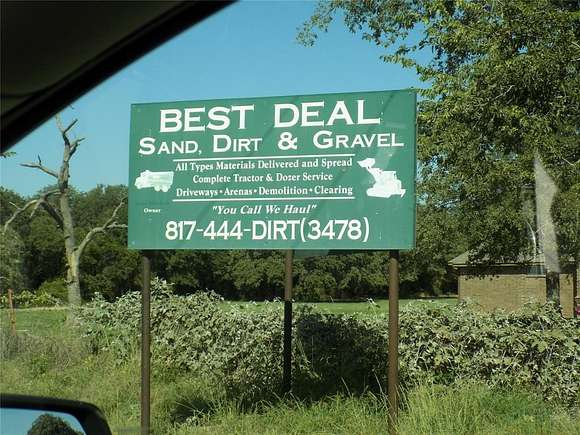 BEST DEAL
SAND, DIRT & GRAVEL
All Types Materials Delivered and Spread
Complete Tractor & Dozer Service
Driveways • Arenas • Demolition • Clearing
Owner "You Call We Haul"
817-444-DIRT(3478)